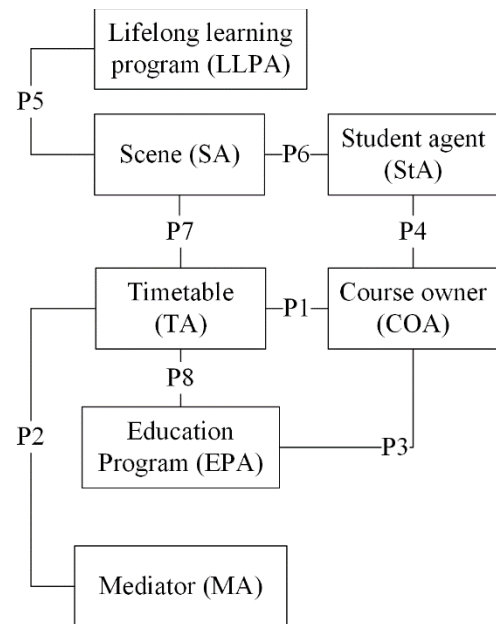 Lifelong learning
program (LLPA)
P5
Scene (SA)
P6
Student agent
(StA)
P7
P4
Timetable
(TA)
P1
Course owner
(COA)
P8
P2
Education
Program (EPA)
P3
Mediator (MA)